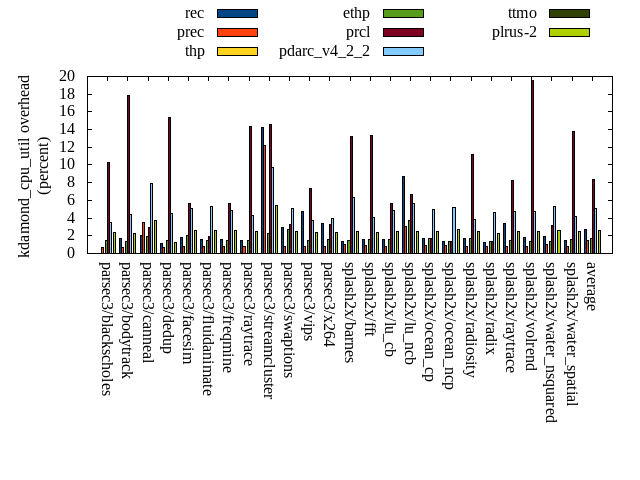 rec
prec
thp
ethp
prcl
pdarc_v4_2_2
ttmo
plrus-2
kdamond_cpu_util overhead
(percent)
20
18
16
14
12
10
8
6
4
2
0
parsec3/blackscholes
parsec3/bodytrack
parsec3/canneal
parsec3/dedup
parsec3/facesim
parsec3/fluidanimate
parsec3/freqmine
parsec3/raytrace
parsec3/streamcluster
parsec3/swaptions
parsec3/vips
parsec3/x264
splash2x/barnes
splash2x/fft
splash2x/lu_cb
splash2x/lu_ncb
splash2x/ocean_cp
splash2x/ocean_ncp
splash2x/radiosity
splash2x/radix
splash2x/raytrace
splash2x/volrend
splash2x/water_nsquared
splash2x/water_spatial
average